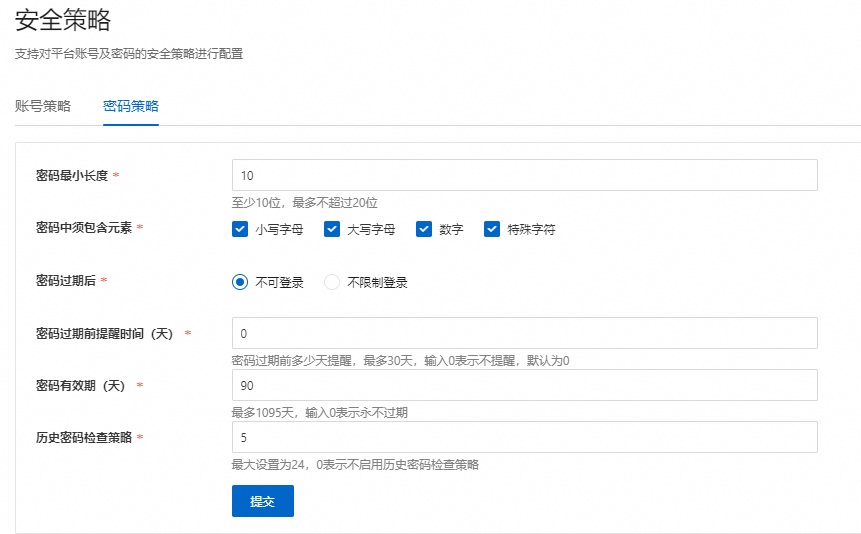 安全策略
支持对平台账号及密码的安全策略进行配置
账号策略 密码策略
密码最小长度 * 10
至少10位，最多不超过20位
密码中须包含元素 * 小写字母 大写字母 数字 特殊字符
密码过期后 * 不可登录 不限制登录
密码过期前提醒时间（天） * 0
密码过期前多少天提醒，最多30天，输入0表示不提醒，默认为0
密码有效期（天） * 90
最多1095天，输入0表示永不过期
历史密码检查策略 * 5
最大设置为24，0表示不启用历史密码检查策略
提交